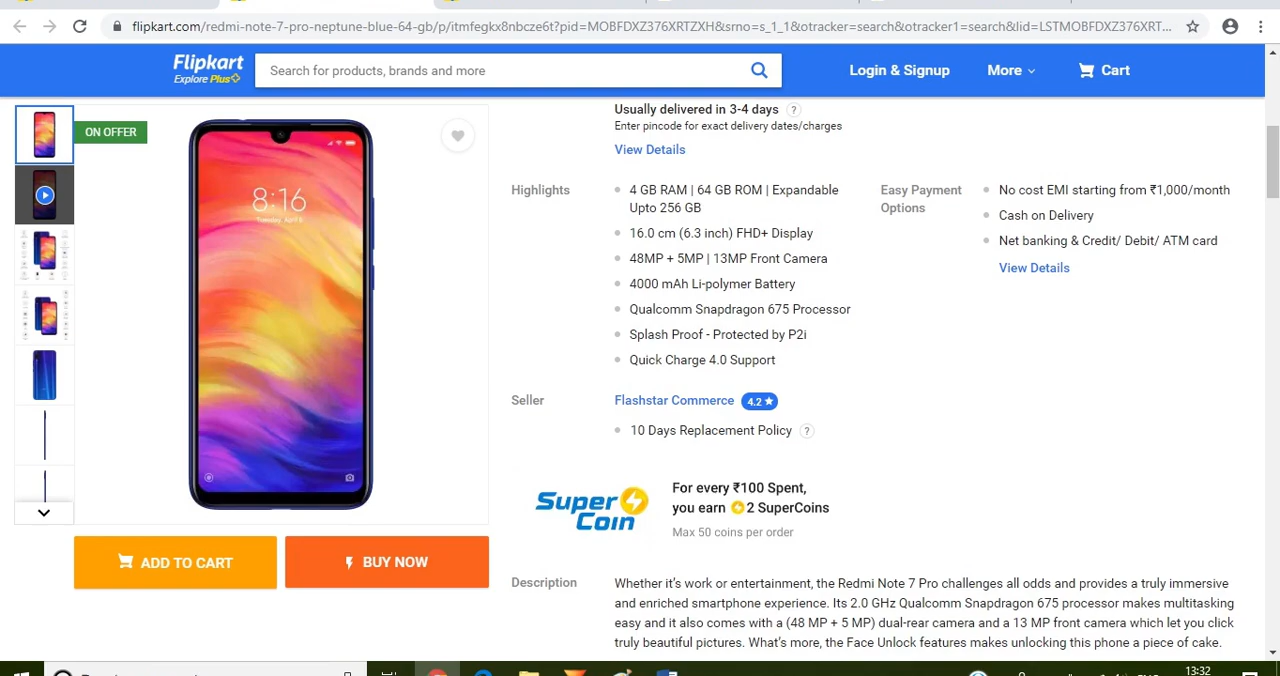 flipkart.com/redmi-note-7-pro-neptune-blue-64-gb/p/itmfegkx8nbcze6t?pid=MOBFDXZ376XRTZXH&srno=s_1_1&otracker=search&otracker1=search&lid=LSTMOBFDXZ376XRT...
Flipkart
Explore Plus
Search for products, brands and more
Login & Signup
More
Cart
ON OFFER
8:16
ADD TO CART
BUY NOW
Usually delivered in 3-4 days ?
Enter pincode for exact delivery dates/charges
View Details
Highlights
4 GB RAM | 64 GB ROM | Expandable
Upto 256 GB
16.0 cm (6.3 inch) FHD+ Display
48MP + 5MP | 13MP Front Camera
4000 mAh Li-polymer Battery
Qualcomm Snapdragon 675 Processor
Splash Proof - Protected by P2i
Quick Charge 4.0 Support
Easy Payment
Options
No cost EMI starting from ₹1,000/month
Cash on Delivery
Net banking & Credit/ Debit/ ATM card
View Details
Seller
Flashstar Commerce 4.2 ★
10 Days Replacement Policy ?
Super
Coin
For every ₹100 Spent,
you earn 2 SuperCoins
Max 50 coins per order
Description
Whether it's work or entertainment, the Redmi Note 7 Pro challenges all odds and provides a truly immersive
and enriched smartphone experience. Its 2.0 GHz Qualcomm Snapdragon 675 processor makes multitasking
easy and it also comes with a (48 MP + 5 MP) dual-rear camera and a 13 MP front camera which let you click
truly beautiful pictures. What's more, the Face Unlock features makes unlocking this phone a piece of cake.
13:32